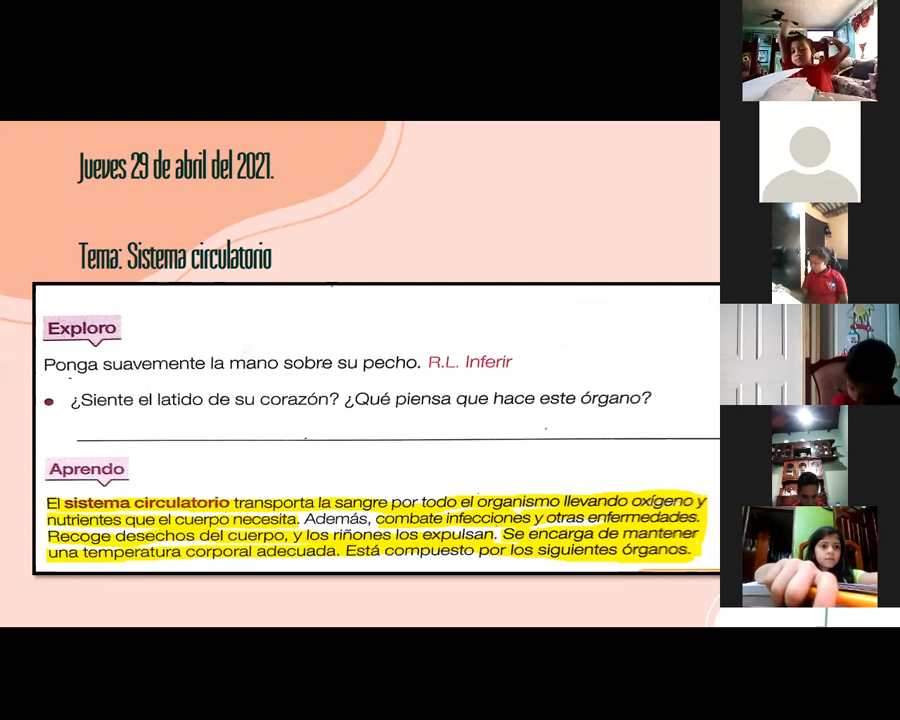 Jueves 29 de abril del 2021.
Tema: Sistema circulatorio
Exploro
Ponga suavemente la mano sobre su pecho. R.L. Inferir
¿Siente el latido de su corazón? ¿Qué piensa que hace este órgano?
Aprendo
El sistema circulatorio transporta la sangre por todo el organismo llevando oxígeno y
nutrientes que el cuerpo necesita. Además, combate infecciones y otras enfermedades.
Recoge desechos del cuerpo, y los riñones los expulsan. Se encarga de mantener
una temperatura corporal adecuada. Está compuesto por los siguientes órganos.